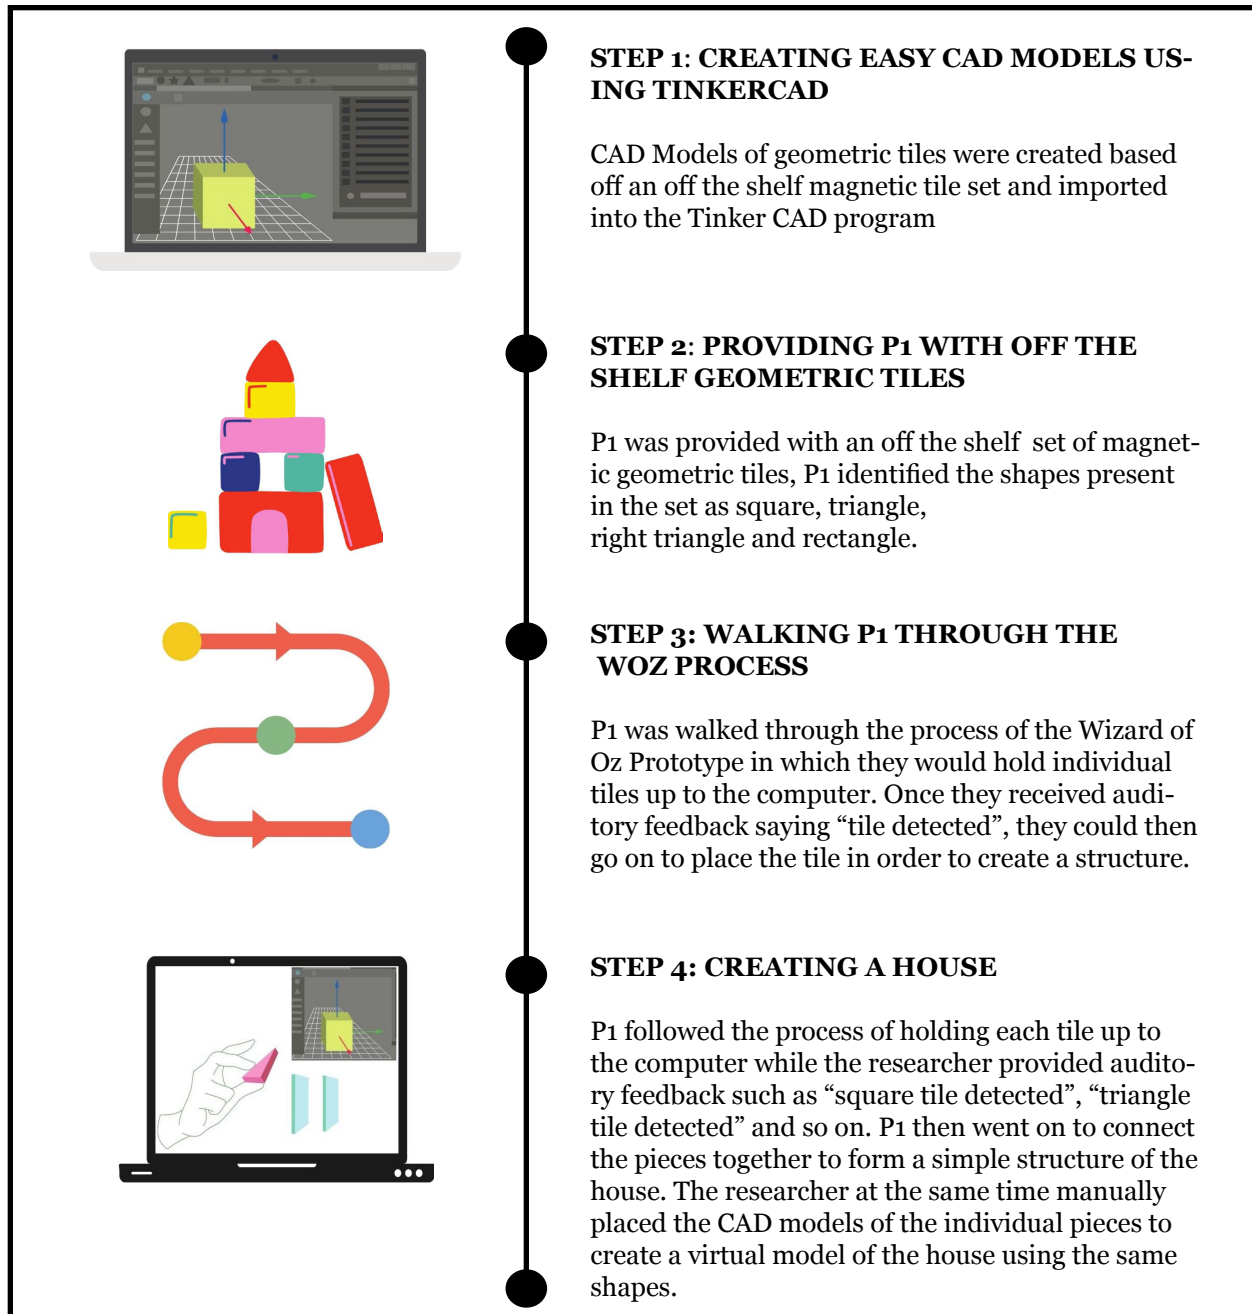 STEP 1: CREATING EASY CAD MODELS US-
ING TINKERCAD
CAD Models of geometric tiles were created based
off an off the shelf magnetic tile set and imported
into the Tinker CAD program
STEP 2: PROVIDING P1 WITH OFF THE
SHELF GEOMETRIC TILES
P1 was provided with an off the shelf  set of magnet-
ic geometric tiles, P1 identified the shapes present
in the set as square, triangle,
right triangle and rectangle.
STEP 3: WALKING P1 THROUGH THE
WOZ PROCESS
P1 was walked through the process of the Wizard of
Oz Prototype in which they would hold individual
tiles up to the computer. Once they received audi-
tory feedback saying “tile detected”, they could then
go on to place the tile in order to create a structure.
STEP 4: CREATING A HOUSE
P1 followed the process of holding each tile up to
the computer while the researcher provided audito-
ry feedback such as “square tile detected”, “triangle
tile detected” and so on. P1 then went on to connect
the pieces together to form a simple structure of the
house. The researcher at the same time manually
placed the CAD models of the individual pieces to
create a virtual model of the house using the same
shapes.